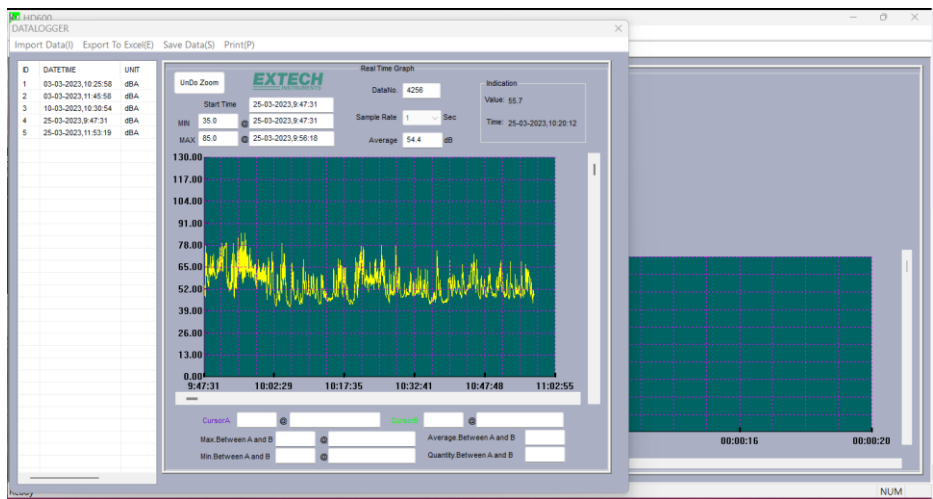 HD600
DATALOGGER
Import Data(I) Export To Excel(E) Save Data(S) Print(P)
ID DATETIME UNIT
1 03-03-2023,10:25:58 dBA
2 03-03-2023,11:45:58 dBA
3 10-03-2023,10:30:54 dBA
4 25-03-2023,9:47:31 dBA
5 25-03-2023,11:53:19 dBA
Real Time Graph
UnDo Zoom
EXTECH
INSTRUMENTS
DataNo. 4256
Indication
Value: 55.7
Time: 25-03-2023,10:20:12
Start Time 25-03-2023,9:47:31
MIN 35.0 @ 25-03-2023,9:47:31
Sample Rate 1 Sec
MAX 85.0 @ 25-03-2023,9:56:18
Average 54.4 dB
130.00
117.00
104.00
91.00
78.00
65.00
52.00
39.00
26.00
13.00
0.00
9:47:31 10:02:29 10:17:35 10:32:41 10:47:48 11:02:55
CursorA @ CursorB @
Max.Between A and B @ Average.Between A and B
Min.Between A and B @ Quantity.Between A and B
00:00:16 00:00:20
Ready NUM